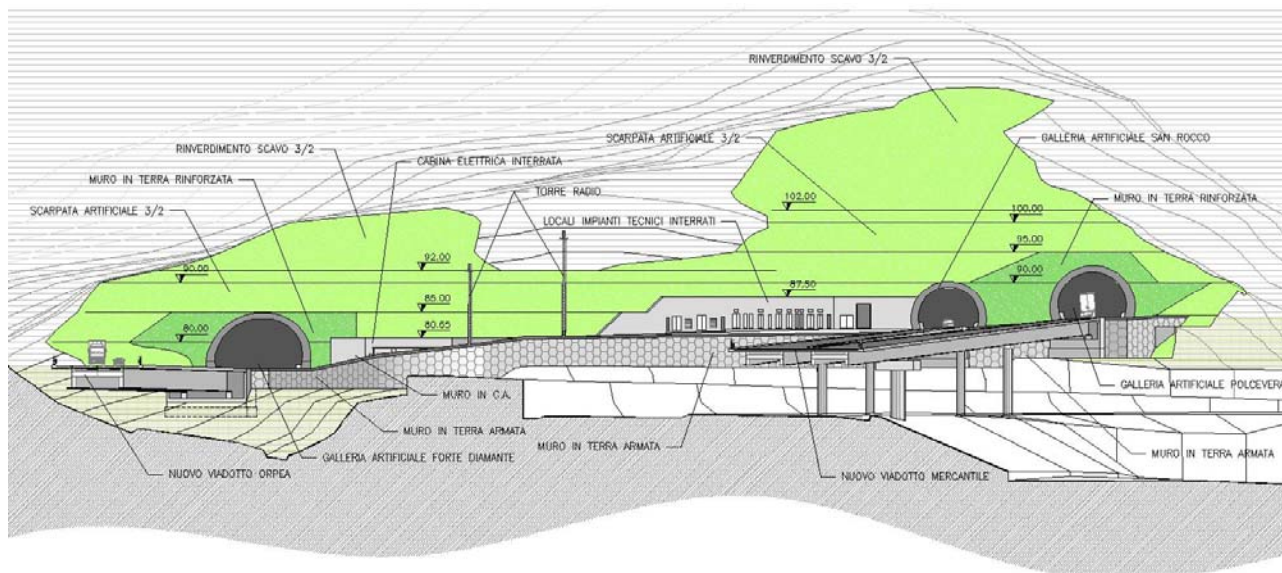 RINVERDIMENTO SCAVO 3/2
SCARPATA ARTIFICIALE 3/2
GALLERIA ARTIFICIALE SAN ROCCO
RINVERDIMENTO SCAVO 3/2
CABINA ELETTRICA INTERRATA
MURO IN TERRA RINFORZATA
TORRE RADIO
MURO IN TERRA RINFORZATA
SCARPATA ARTIFICIALE 3/2
LOCALI IMPIANTI TECNICI INTERRATI
102.00
100.00
95.00
92.00
90.00
90.00
87.50
85.00
80.00
80.65
GALLERIA ARTIFICIALE POLCEVERA
MURO IN C.A.
MURO IN TERRA ARMATA
MURO IN TERRA ARMATA
MURO IN TERRA ARMATA
GALLERIA ARTIFICIALE FORTE DIAMANTE
NUOVO VIADOTTO ORPEA
NUOVO VIADOTTO MERCANTILE